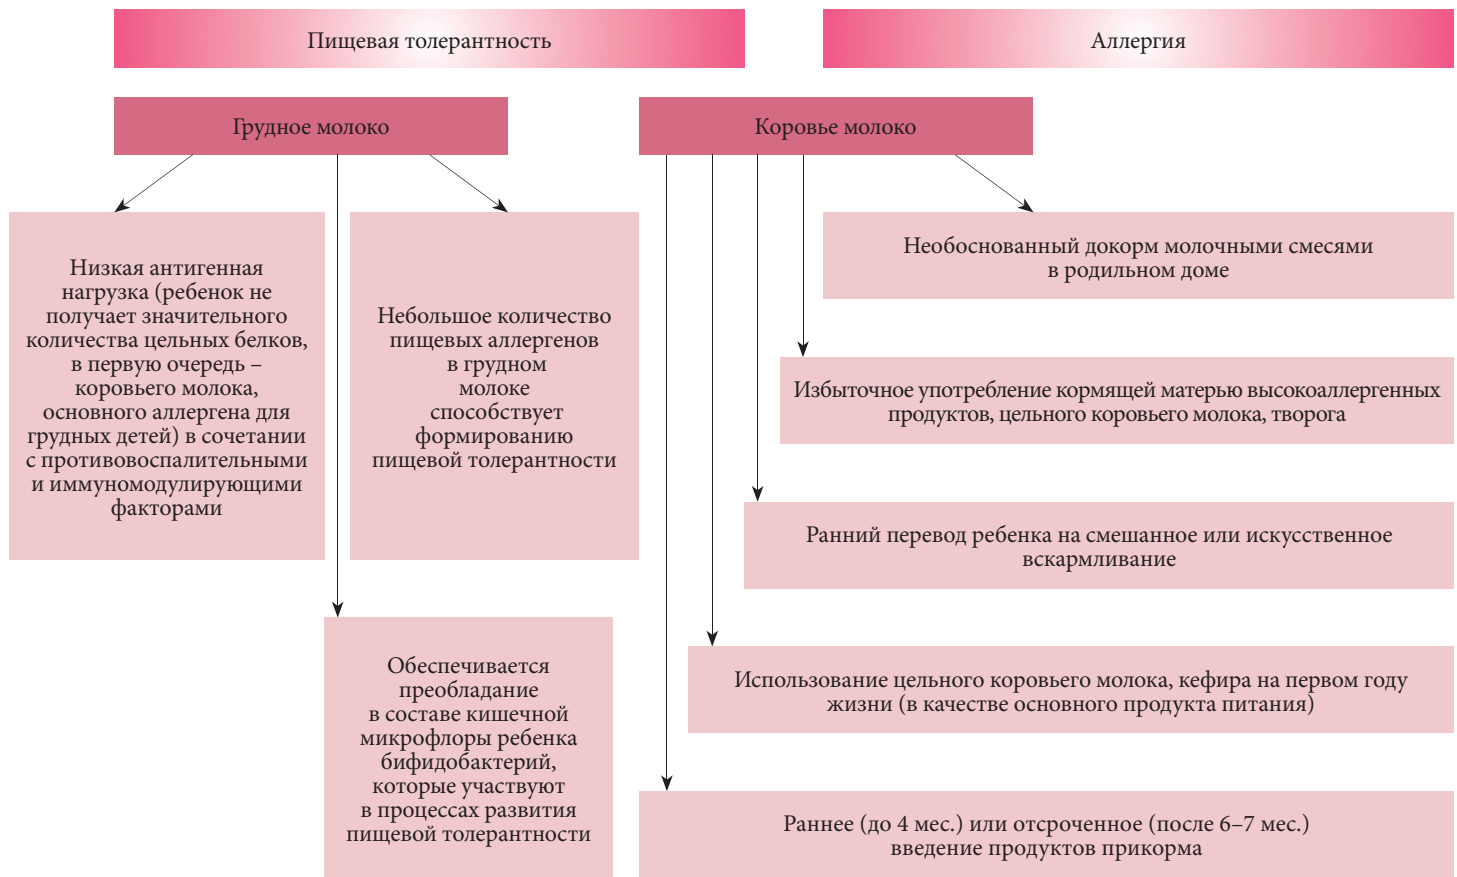 Пищевая толерантность
Аллергия
Грудное молоко
Коровье молоко
Низкая антигенная
нагрузка (ребенок не
получает значительного
количества цельных белков,
в первую очередь –
коровьего молока,
основного аллергена для
грудных детей) в сочетании
с противовоспалительными
и иммуномодулирующими
факторами
Небольшое количество
пищевых аллергенов
в грудном
молоке
способствует
формированию
пищевой толерантности
Обеспечивается
преобладание
в составе кишечной
микрофлоры ребенка
бифидобактерий,
которые участвуют
в процессах развития
пищевой толерантности
Необоснованный докорм молочными смесями
в родильном доме
Избыточное употребление кормящей матерью высокоаллергенных
продуктов, цельного коровьего молока, творога
Ранний перевод ребенка на смешанное или искусственное
вскармливание
Использование цельного коровьего молока, кефира на первом году
жизни (в качестве основного продукта питания)
Раннее (до 4 мес.) или отсроченное (после 6–7 мес.)
введение продуктов прикорма